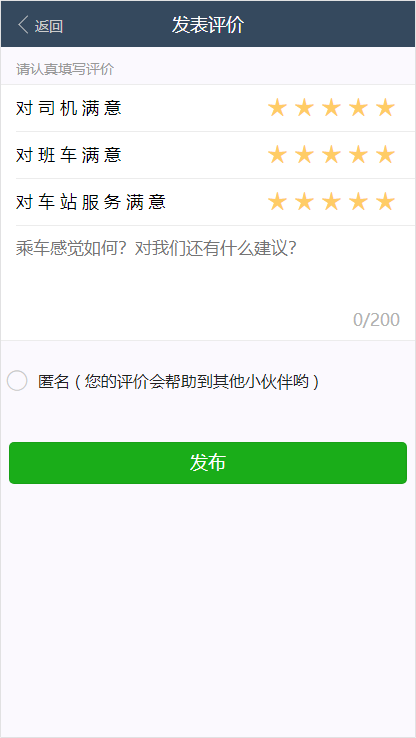 返回 发表评价
请认真填写评价
对司机满意
对班车满意
对车站服务满意
乘车感觉如何？对我们还有什么建议？
0/200
匿名（您的评价会帮助到其他小伙伴哟）
发布